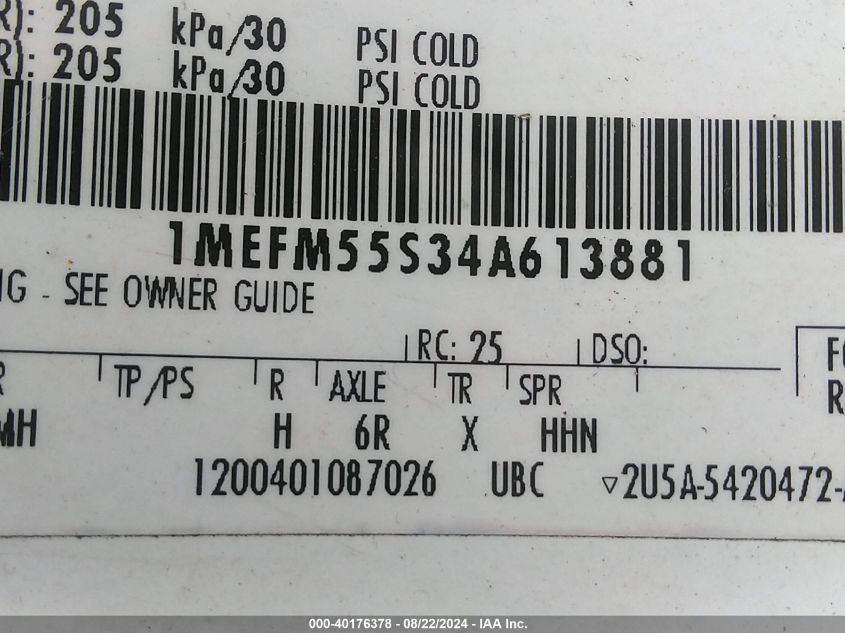 R): 205 kPa/30 PSI COLD
R): 205 kPa/30 PSI COLD
1MEFM55S34A613881
NG - SEE OWNER GUIDE
RC: 25 DSO:
R TP/PS R AXLE TR SPR
MH H 6R X HHN
1200401087026 UBC ▿2U5A-5420472-
000-40176378 - 08/22/2024 - IAA Inc.